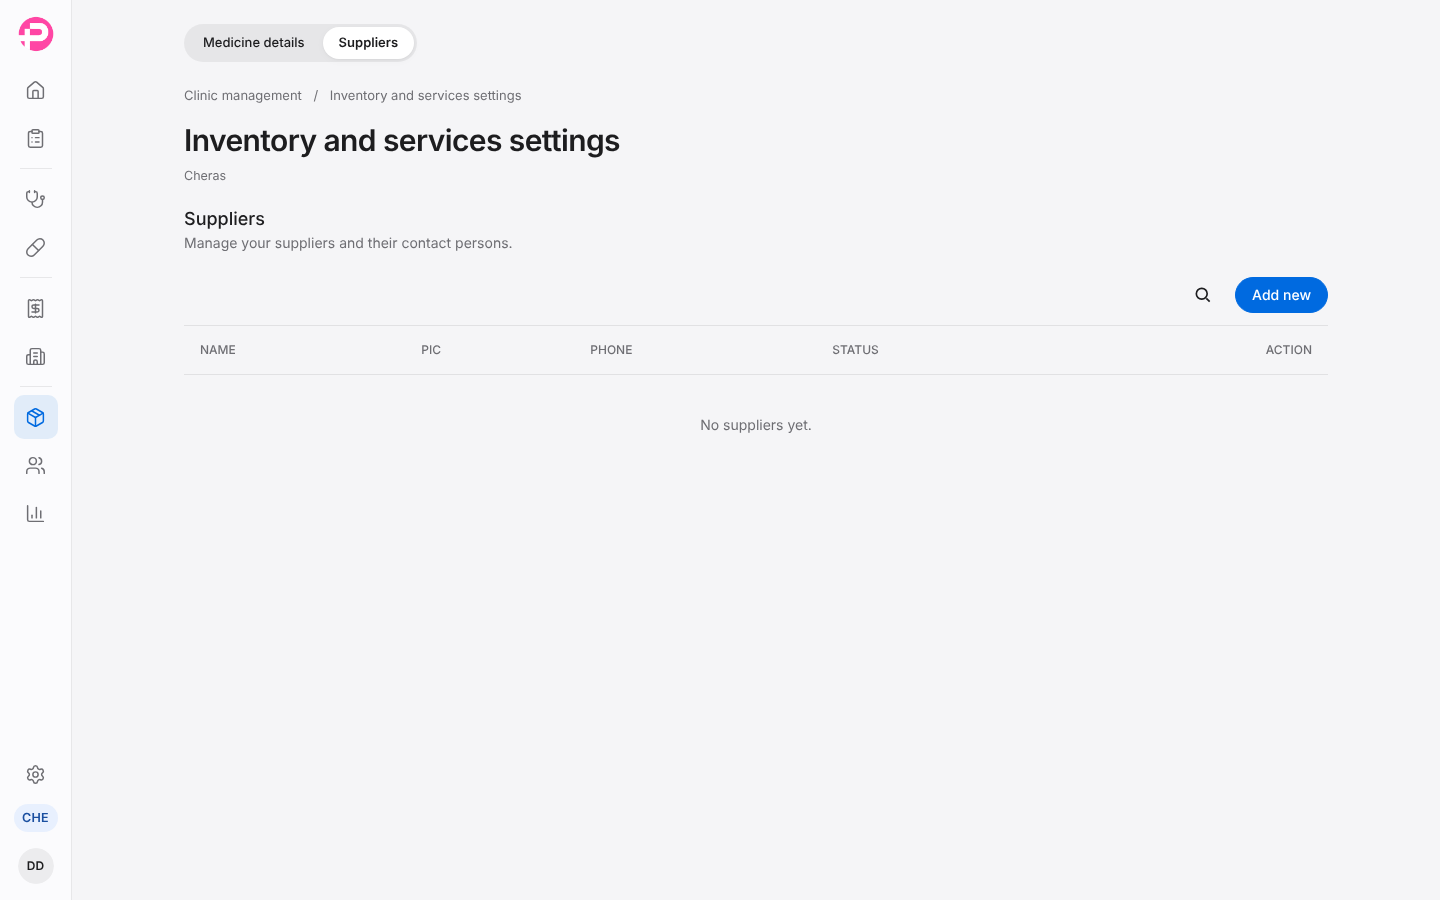 Medicine details
Suppliers
Clinic management / Inventory and services settings
Inventory and services settings
Cheras
Suppliers
Manage your suppliers and their contact persons.
Add new
NAME PIC PHONE STATUS ACTION
No suppliers yet.
CHE
DD